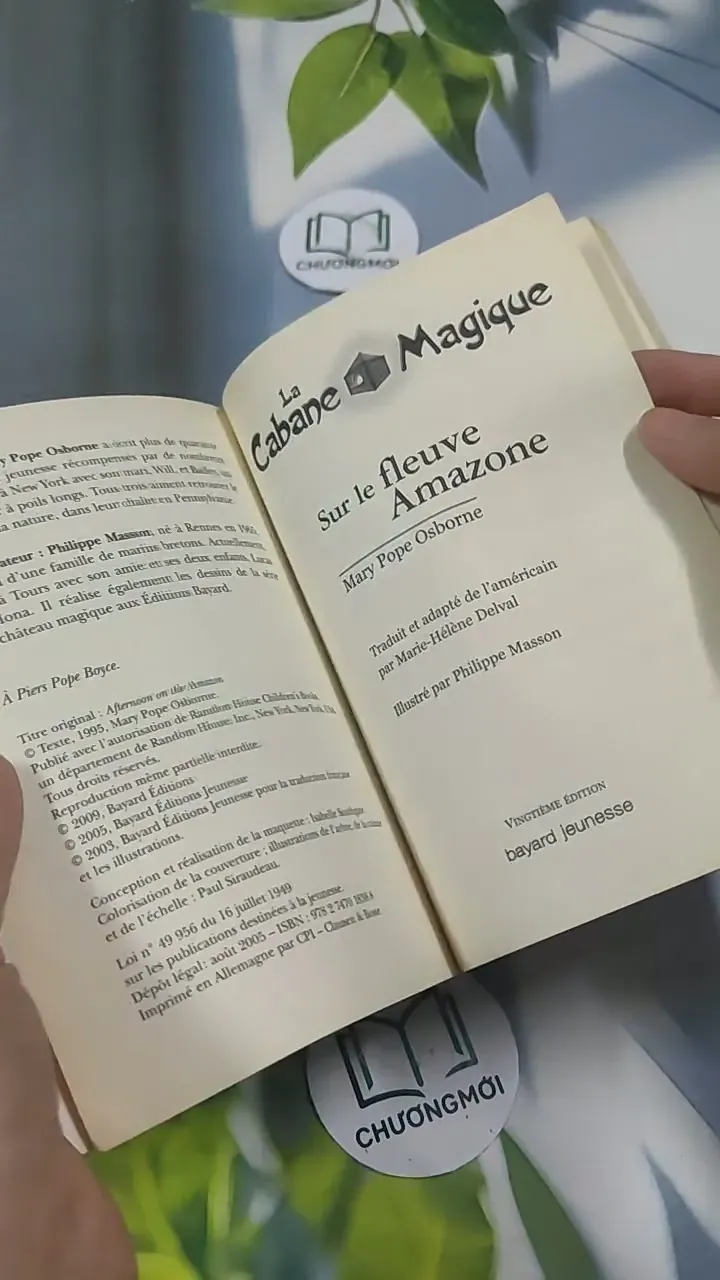 CHƯƠNGMỚI
y Pope Osborne a écrit plus de quarante
jeunesse récompensés par de nombreux
à New York avec son mari, Will, et Bailey, un
r à poils longs. Tous trois aiment retrouver le
a nature, dans leur chalet en Pennsylvanie.
ateur : Philippe Masson, né à Rennes en
d'une famille de marins bretons. Actuellement,
à Tours avec son amie et ses deux enfants, Lucas
Mona. Il réalise également les dessins de la série
château magique aux Éditions Bayard.
À Piers Pope Boyce.
Titre original : Afternoon on the Amazon
© Texte, 1995, Mary Pope Osborne.
Publié avec l'autorisation de Random House Children's Books,
un département de Random House, Inc., New York, New York, USA
Tous droits réservés.
Reproduction même partielle interdite.
© 2009, Bayard Éditions
© 2005, Bayard Éditions Jeunesse
© 2003, Bayard Éditions Jeunesse pour la traduction française
et les illustrations.
Conception et réalisation de la maquette : Isabelle
Colorisation de la couverture ; illustrations de l'arbre, de la cabane
et de l'échelle : Paul Siraudeau.
Loi n° 49 956 du 16 juillet 1949
sur les publications destinées à la jeunesse.
Dépôt légal : août 2005 – ISBN : 978 2 7470 1838 8
Imprimé en Allemagne par CPI – Clausen & Bosse
La
Cabane Magique
Sur le fleuve
Amazone
Mary Pope Osborne
Traduit et adapté de l'américain
par Marie-Hélène Delval
Illustré par Philippe Masson
VINGTIÈME ÉDITION
bayard jeunesse
CHƯƠNGMỚI